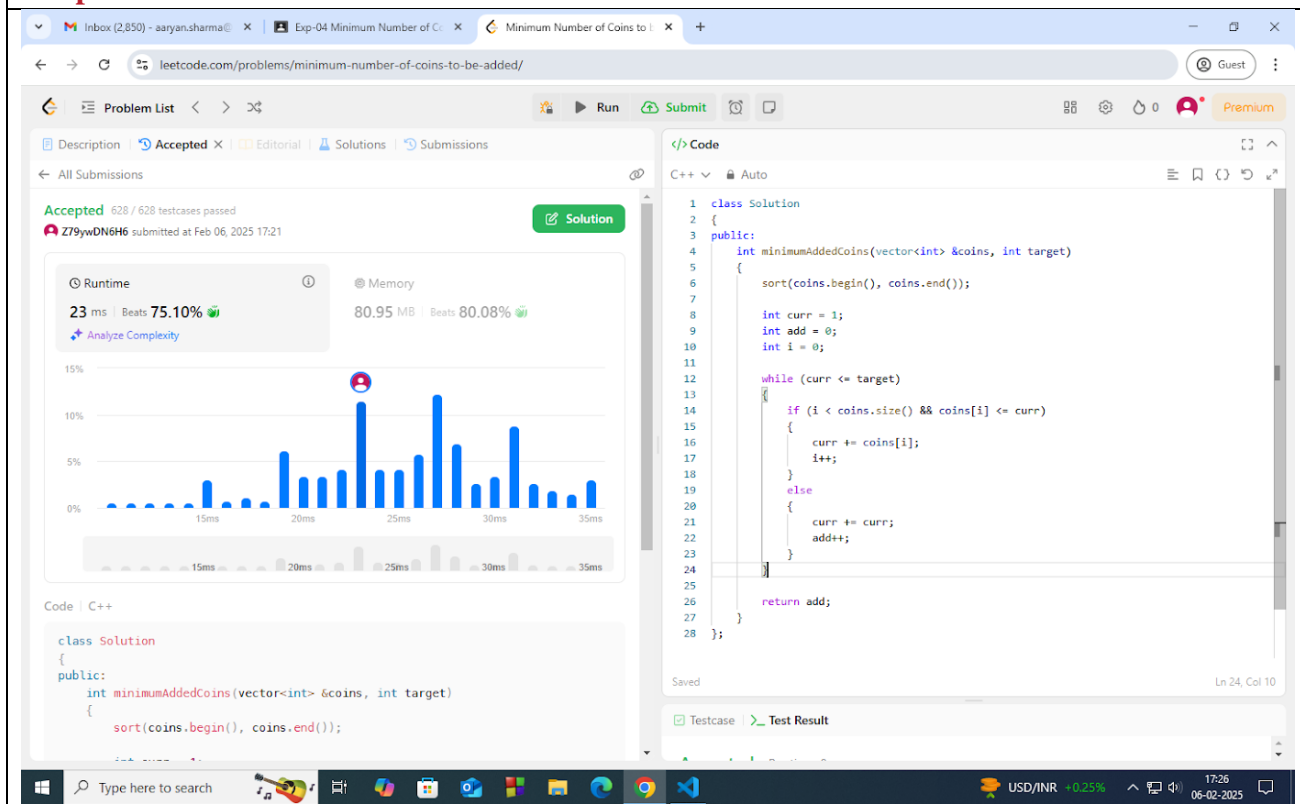 Inbox (2,850) - aaryan.sharma@
Exp-04 Minimum Number of Co
Minimum Number of Coins to b
leetcode.com/problems/minimum-number-of-coins-to-be-added/
Guest
Problem List
Run
Submit
0
Premium
Description
Accepted
Editorial
Solutions
Submissions
All Submissions
Accepted 628 / 628 testcases passed
Z79ywDN6H6 submitted at Feb 06, 2025 17:21
Solution
Runtime
23 ms | Beats 75.10%
Analyze Complexity
Memory
80.95 MB | Beats 80.08%
15%
10%
5%
0%
15ms 20ms 25ms 30ms 35ms
15ms 20ms 25ms 30ms 35ms
Code | C++
class Solution
{
public:
    int minimumAddedCoins(vector<int> &coins, int target)
    {
        sort(coins.begin(), coins.end());
</> Code
C++ Auto
1 class Solution
2 {
3 public:
4     int minimumAddedCoins(vector<int> &coins, int target)
5     {
6         sort(coins.begin(), coins.end());
7
8         int curr = 1;
9         int add = 0;
10         int i = 0;
11
12         while (curr <= target)
13         {
14             if (i < coins.size() && coins[i] <= curr)
15             {
16                 curr += coins[i];
17                 i++;
18             }
19             else
20             {
21                 curr += curr;
22                 add++;
23             }
24         }
25
26         return add;
27     }
28 };
Saved
Ln 24, Col 10
Testcase
>_ Test Result
Type here to search
USD/INR +0.25%
17:26
06-02-2025